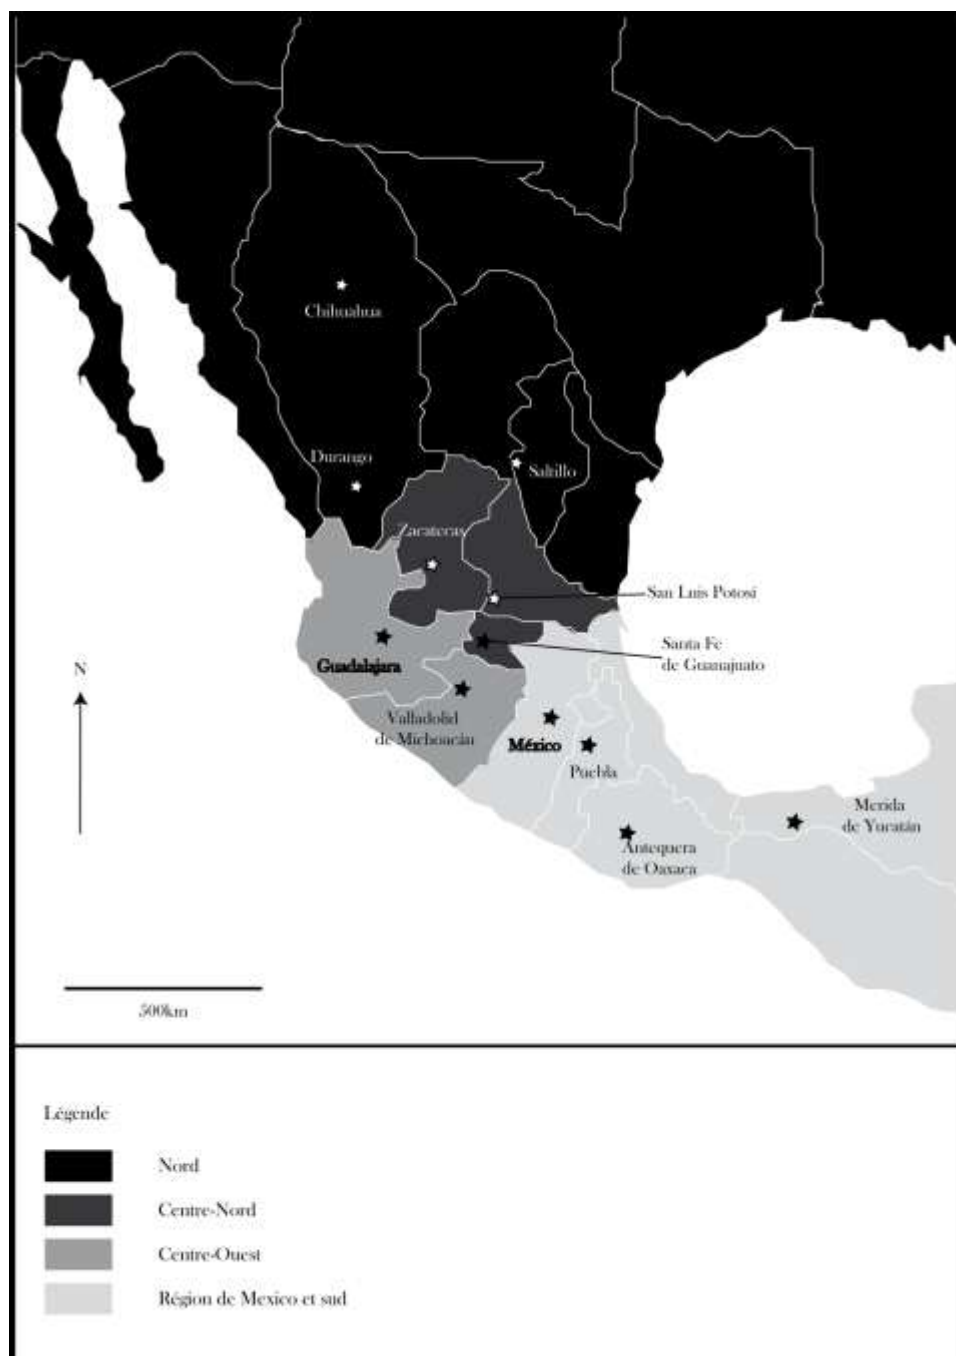 Chihuahua
Durango
Saltillo
Zacatecas
San Luis Potosí
Santa Fe
de Guanajuato
Guadalajara
N
Valladolid
de Michoacán
México
Puebla
Merida
de Yucatán
Antequera
de Oaxaca
500km
Légende
Nord
Centre-Nord
Centre-Ouest
Région de Mexico et sud